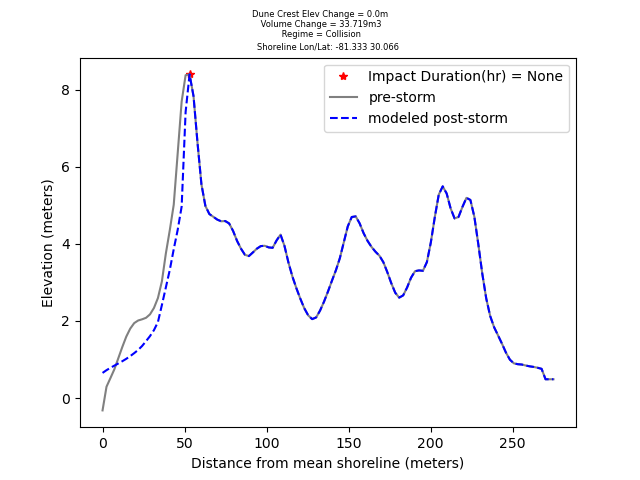 Dune Crest Elev Change = 0.0m
Volume Change = 33.719m3
Regime = Collision
Shoreline Lon/Lat: -81.333 30.066
Impact Duration(hr) = None
pre-storm
modeled post-storm
8
6
4
2
0
Elevation (meters)
0 50 100 150 200 250
Distance from mean shoreline (meters)